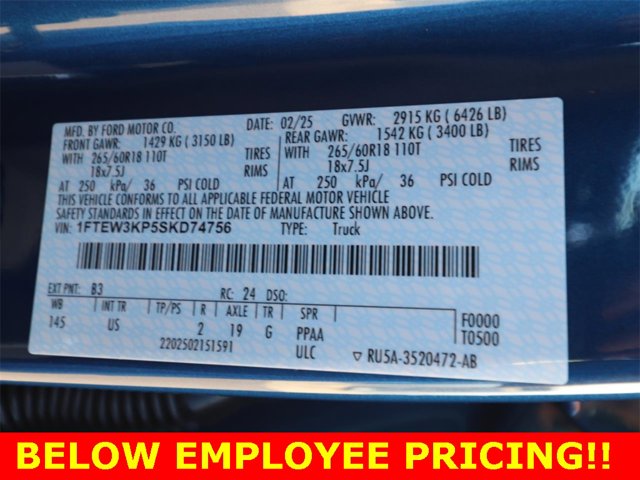 MFD. BY FORD MOTOR CO. DATE: 02/25 GVWR: 2915 KG ( 6426 LB)
FRONT GAWR: 1429 KG ( 3150 LB) REAR GAWR: 1542 KG ( 3400 LB)
WITH 265/60R18 110T TIRES WITH 265/60R18 110T TIRES
18x7.5J RIMS 18x7.5J RIMS
AT 250 kPa/ 36 PSI COLD AT 250 kPa/ 36 PSI COLD
THIS VEHICLE CONFORMS TO ALL APPLICABLE FEDERAL MOTOR VEHICLE
SAFETY STANDARDS IN EFFECT ON THE DATE OF MANUFACTURE SHOWN ABOVE.
VIN: 1FTEW3KP5SKD74756 TYPE: Truck
EXT PNT: B3 RC: 24 DSO:
WB INT TR TP/PS R AXLE TR SPR F0000
145 US 2 19 G PPAA T0500
2202502151591 ULC ▽ RU5A-3520472-AB
BELOW EMPLOYEE PRICING!!